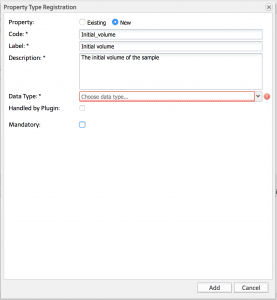 Property Type Registration
Property: Existing New
Code: * Initial_volume
Label: * Initial volume
Description: * The initial volume of the sample
Data Type: * Choose data type...
Handled by Plugin:
Mandatory:
Add Cancel